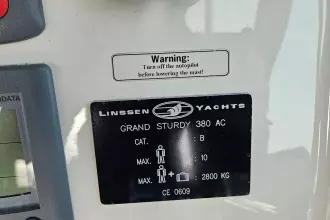 Warning:
Turn off the autopilot
before lowering the mast!
DATA
LINSSEN YACHTS
GRAND STURDY 380 AC
CAT. : B
MAX. : 10
MAX. + : 2800 KG
CE 0609